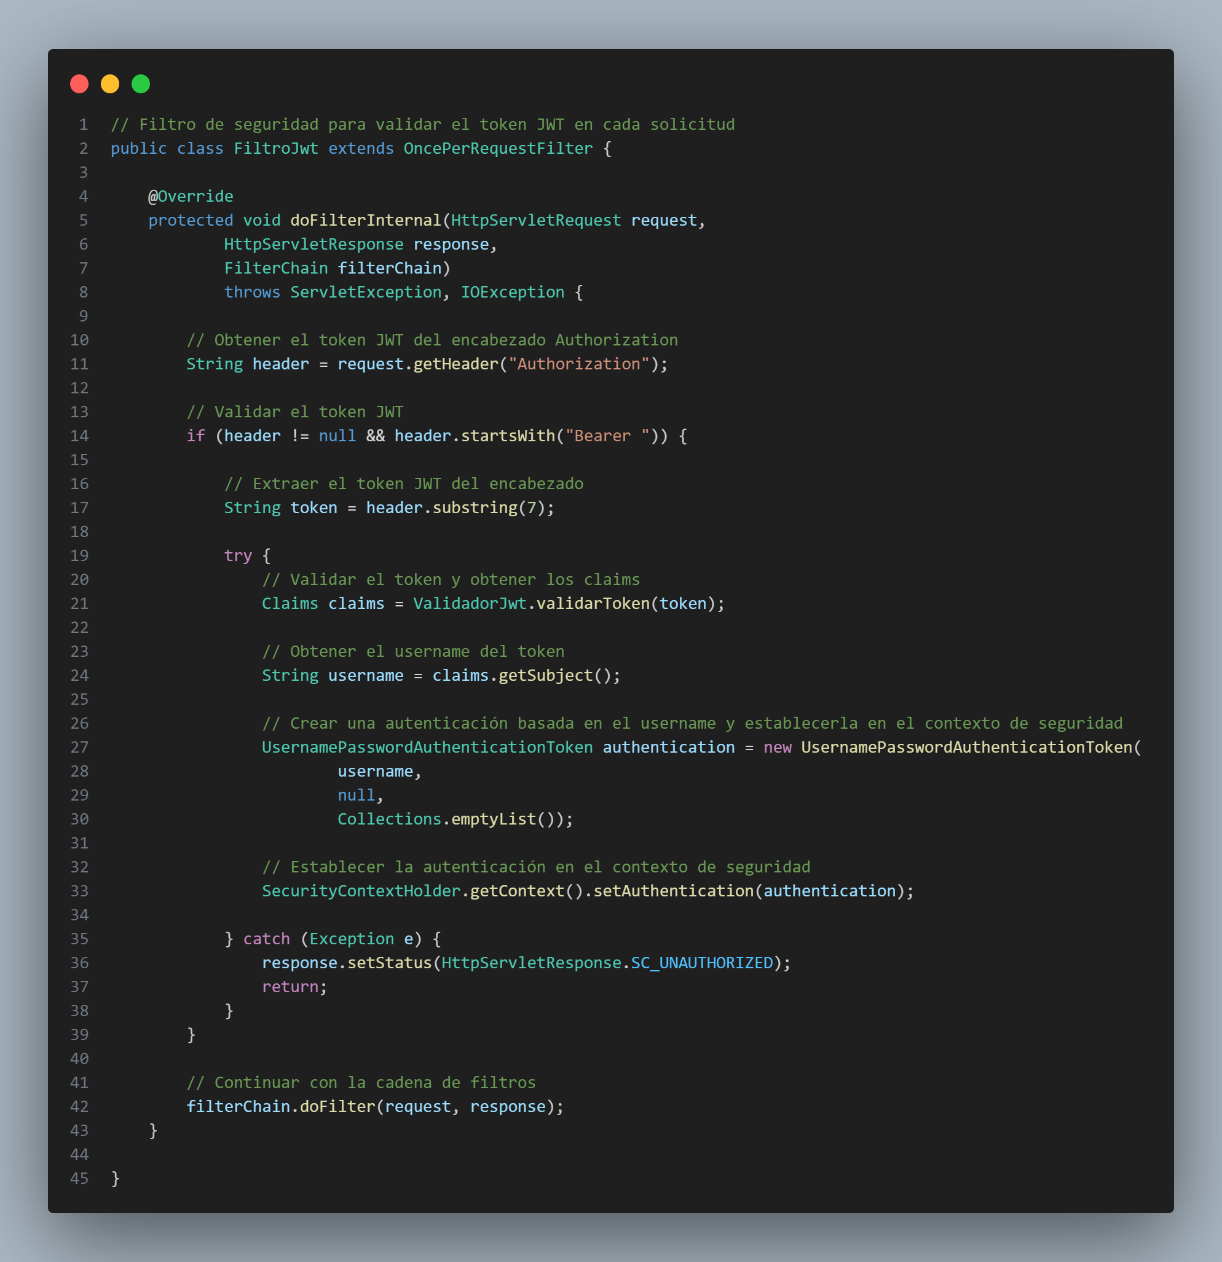 1 // Filtro de seguridad para validar el token JWT en cada solicitud
2 public class FiltroJwt extends OncePerRequestFilter {
3
4     @Override
5     protected void doFilterInternal(HttpServletRequest request,
6             HttpServletResponse response,
7             FilterChain filterChain)
8             throws ServletException, IOException {
9
10         // Obtener el token JWT del encabezado Authorization
11         String header = request.getHeader("Authorization");
12
13         // Validar el token JWT
14         if (header != null && header.startsWith("Bearer ")) {
15
16             // Extraer el token JWT del encabezado
17             String token = header.substring(7);
18
19             try {
20                 // Validar el token y obtener los claims
21                 Claims claims = ValidadorJwt.validarToken(token);
22
23                 // Obtener el username del token
24                 String username = claims.getSubject();
25
26                 // Crear una autenticación basada en el username y establecerla en el contexto de seguridad
27                 UsernamePasswordAuthenticationToken authentication = new UsernamePasswordAuthenticationToken(
28                         username,
29                         null,
30                         Collections.emptyList());
31
32                 // Establecer la autenticación en el contexto de seguridad
33                 SecurityContextHolder.getContext().setAuthentication(authentication);
34
35             } catch (Exception e) {
36                 response.setStatus(HttpServletResponse.SC_UNAUTHORIZED);
37                 return;
38             }
39         }
40
41         // Continuar con la cadena de filtros
42         filterChain.doFilter(request, response);
43     }
44
45 }